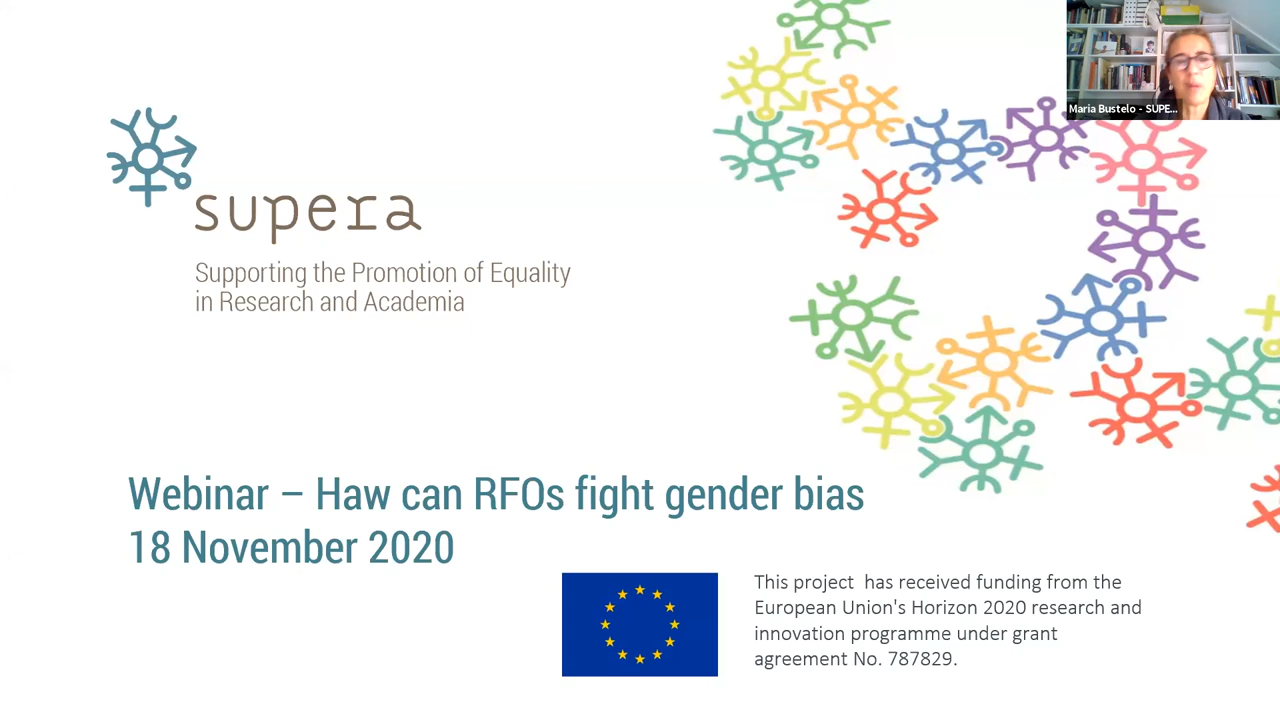 Maria Bustelo - SUPE...
supera
Supporting the Promotion of Equality
in Research and Academia
Webinar – Haw can RFOs fight gender bias
18 November 2020
This project has received funding from the
European Union's Horizon 2020 research and
innovation programme under grant
agreement No. 787829.